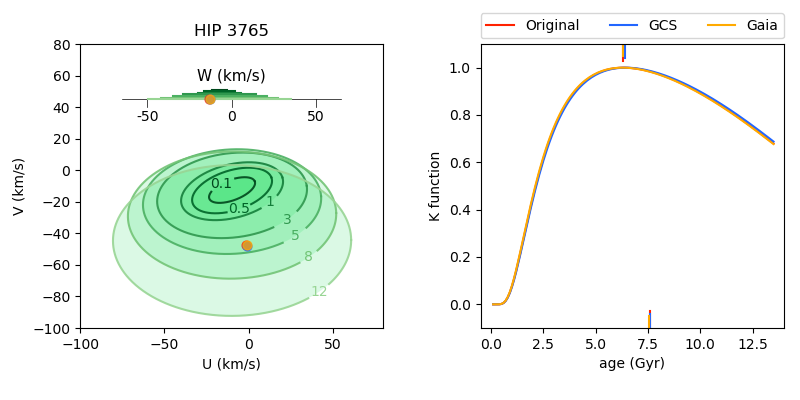 HIP 3765
Original GCS Gaia
80
60
40
20
0
−20
−40
−60
−80
−100
V (km/s)
W (km/s)
-50 0 50
0.1
0.5
1
3
5
8
12
−100 −50 0 50
U (km/s)
K function
1.0
0.8
0.6
0.4
0.2
0.0
0.0 2.5 5.0 7.5 10.0 12.5
age (Gyr)